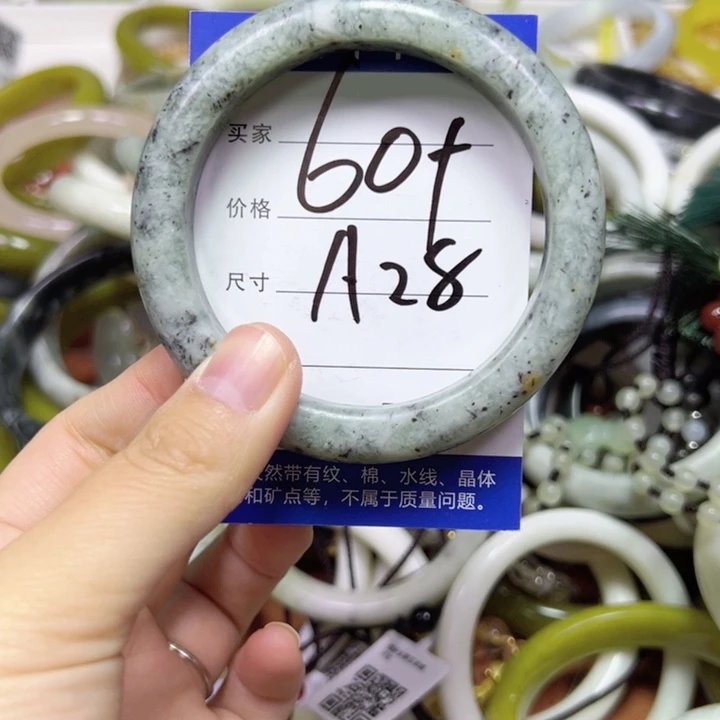 买家
60f
价格
A28
尺寸
然带有纹、棉、水线、晶体
和矿点等，不属于质量问题。